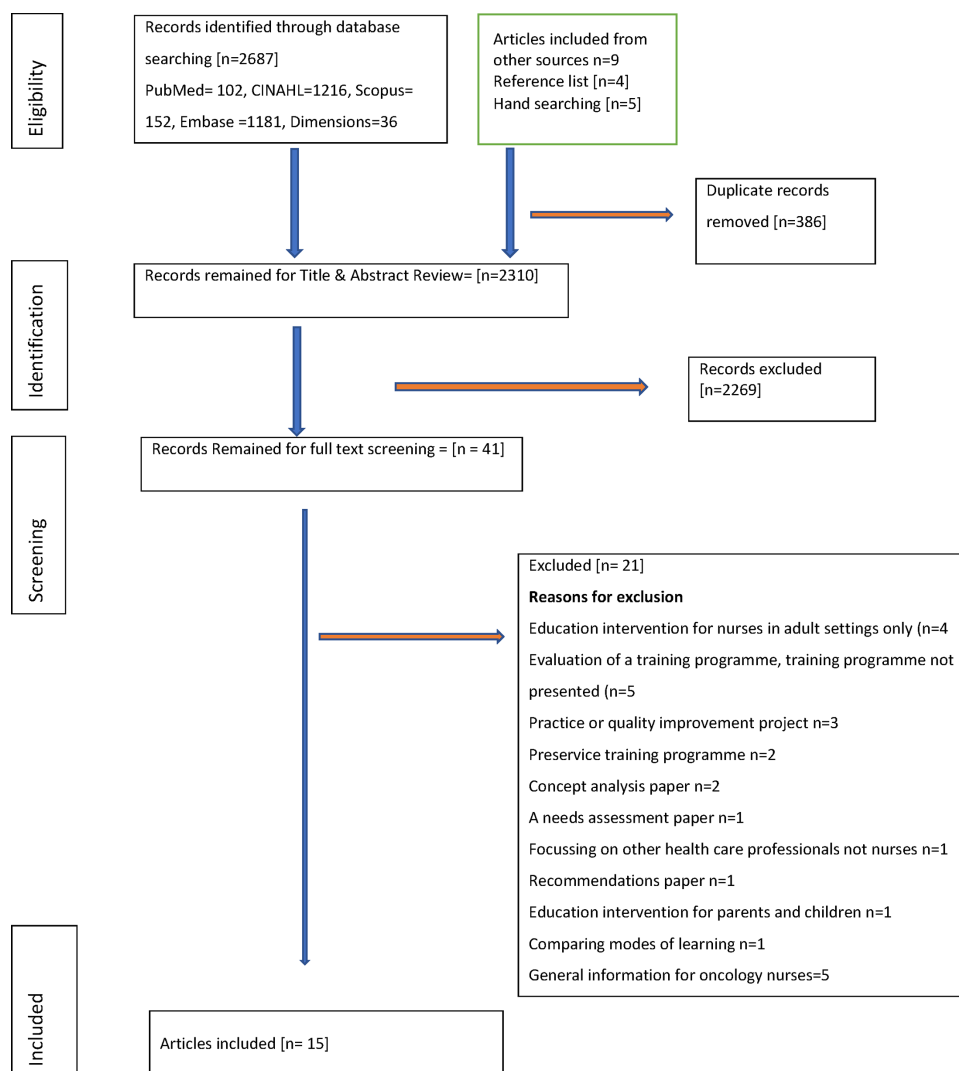 Eligibility
Records identified through database
searching [n=2687]
PubMed= 102, CINAHL=1216, Scopus=
152, Embase =1181, Dimensions=36
Articles included from
other sources n=9
Reference list [n=4]
Hand searching [n=5]
Duplicate records
removed [n=386]
Identification
Records remained for Title & Abstract Review= [n=2310]
Records excluded
[n=2269]
Screening
Records Remained for full text screening = [n = 41]
Excluded [n= 21]
Reasons for exclusion
Education intervention for nurses in adult settings only (n=4
Evaluation of a training programme, training programme not
presented (n=5
Practice or quality improvement project n=3
Preservice training programme n=2
Concept analysis paper n=2
A needs assessment paper n=1
Focussing on other health care professionals not nurses n=1
Recommendations paper n=1
Education intervention for parents and children n=1
Comparing modes of learning n=1
General information for oncology nurses=5
Included
Articles included [n= 15]